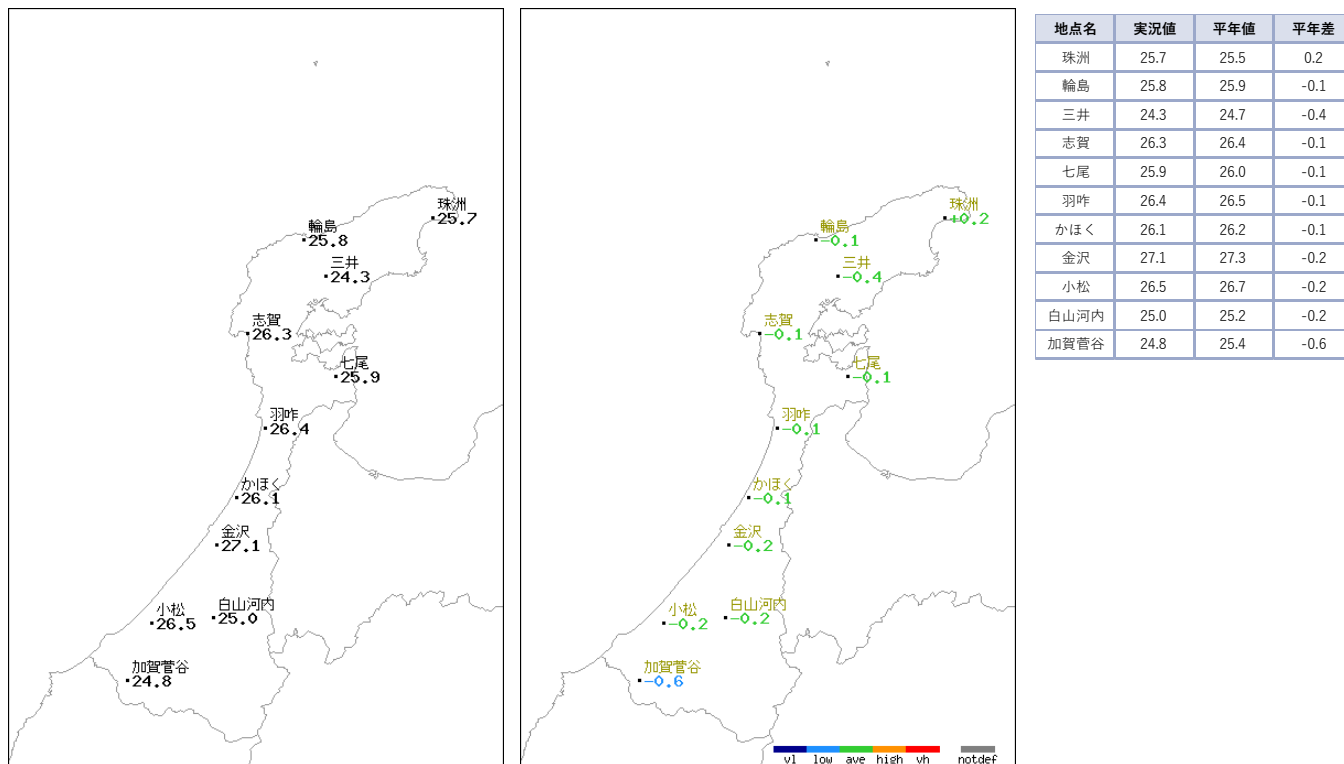 珠洲
25.7
輪島
25.8
三井
24.3
志賀
26.3
七尾
25.9
羽咋
26.4
かほく
26.1
金沢
27.1
小松
26.5
白山河内
25.0
加賀菅谷
24.8
珠洲
+0.2
輪島
-0.1
三井
-0.4
志賀
-0.1
七尾
-0.1
羽咋
-0.1
かほく
-0.1
金沢
-0.2
小松
-0.2
白山河内
-0.2
加賀菅谷
-0.6
vl low ave high vh notdef
地点名 実況値 平年値 平年差
珠洲 25.7 25.5 0.2
輪島 25.8 25.9 -0.1
三井 24.3 24.7 -0.4
志賀 26.3 26.4 -0.1
七尾 25.9 26.0 -0.1
羽咋 26.4 26.5 -0.1
かほく 26.1 26.2 -0.1
金沢 27.1 27.3 -0.2
小松 26.5 26.7 -0.2
白山河内 25.0 25.2 -0.2
加賀菅谷 24.8 25.4 -0.6